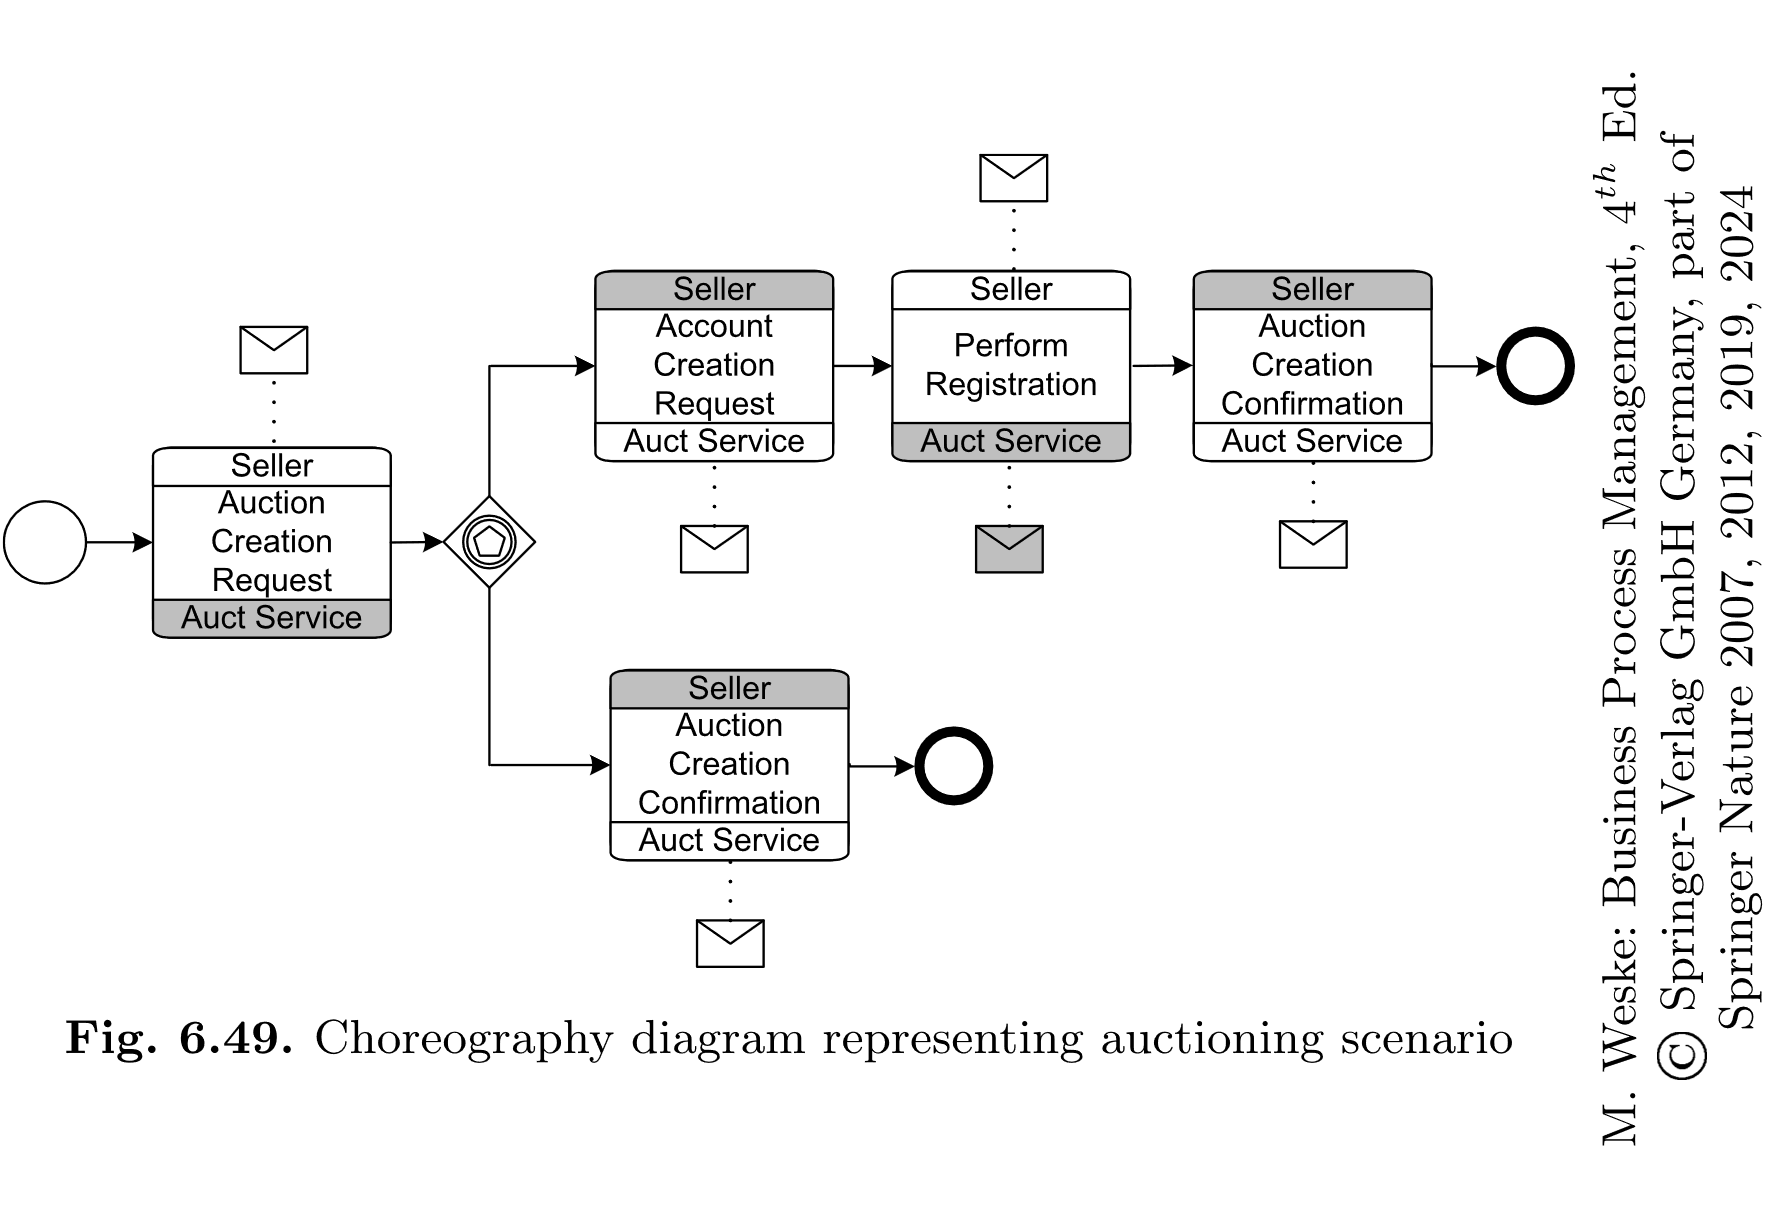 Seller
Auction
Creation
Request
Auct Service
Seller
Account
Creation
Request
Auct Service
Seller
Perform
Registration
Auct Service
Seller
Auction
Creation
Confirmation
Auct Service
Seller
Auction
Creation
Confirmation
Auct Service
Fig. 6.49. Choreography diagram representing auctioning scenario
M. Weske: Business Process Management, 4th Ed.
© Springer-Verlag GmbH Germany, part of
Springer Nature 2007, 2012, 2019, 2024